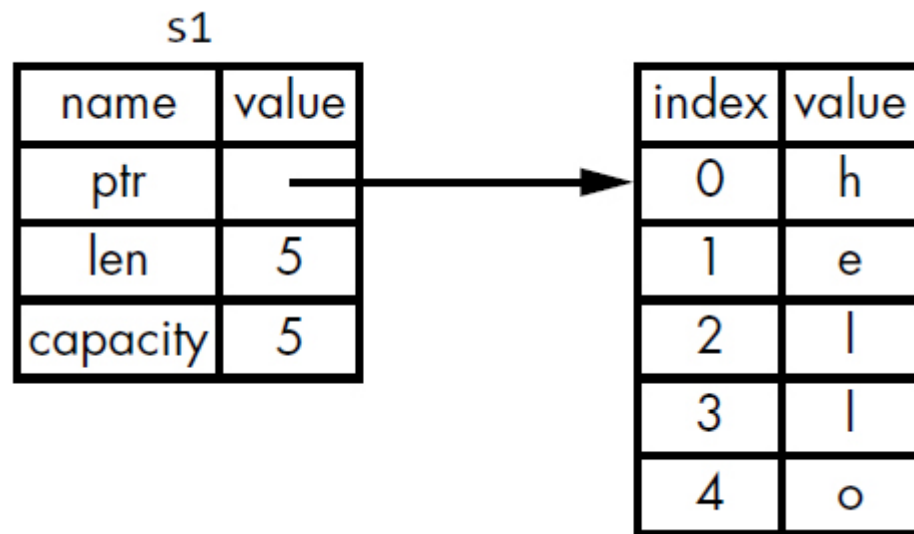 s1
name value
ptr
len 5
capacity 5
index value
0 h
1 e
2 l
3 l
4 o